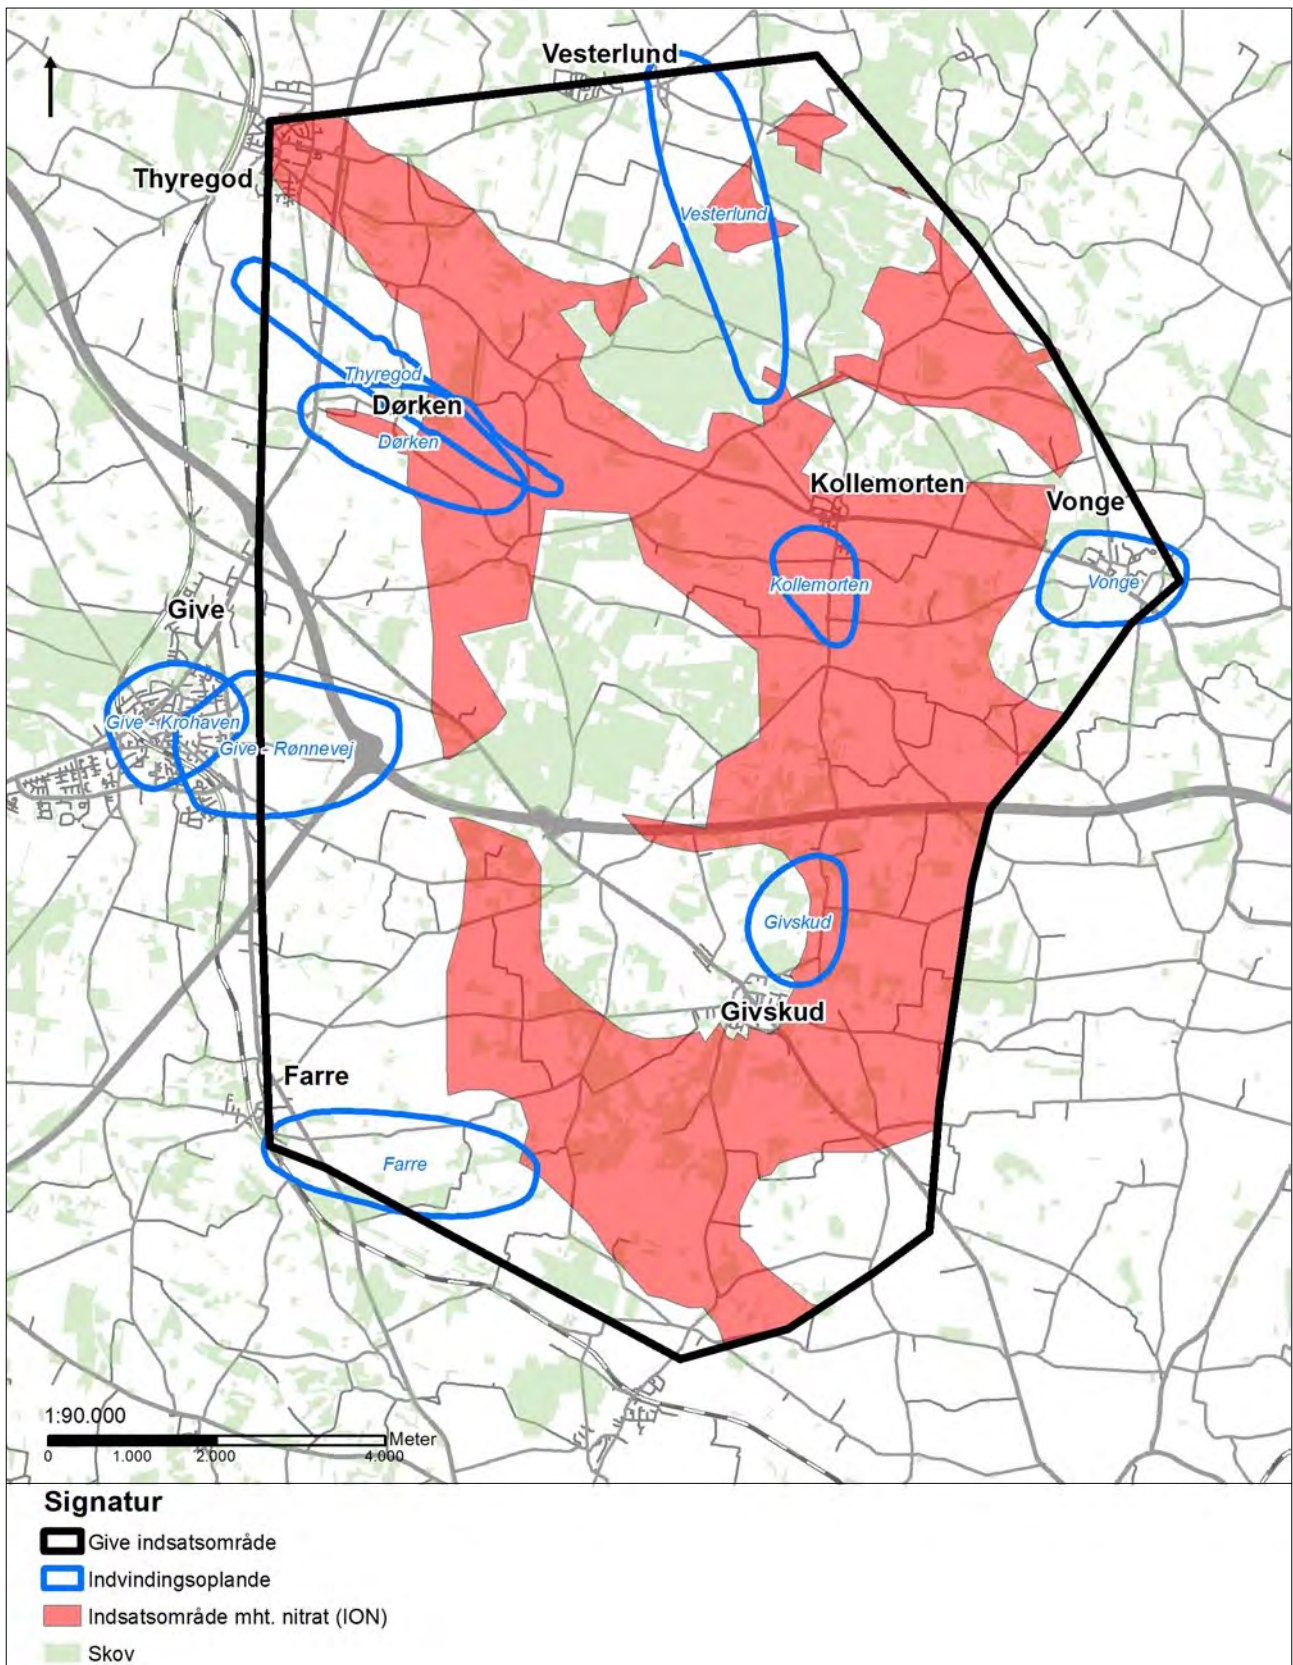 Vesterlund
Thyregod
Vesterlund
Thyregod
Dørken
Dørken
Kollemorten
Vonge
Kollemorten
Vonge
Give
Give - Krohaven
Give - Rønnevej
Givskud
Givskud
Farre
Farre
1:90.000
Meter
0 1.000 2.000 4.000
Signatur
Give indsatsområde
Indvindingsoplande
Indsatsområde mht. nitrat (ION)
Skov